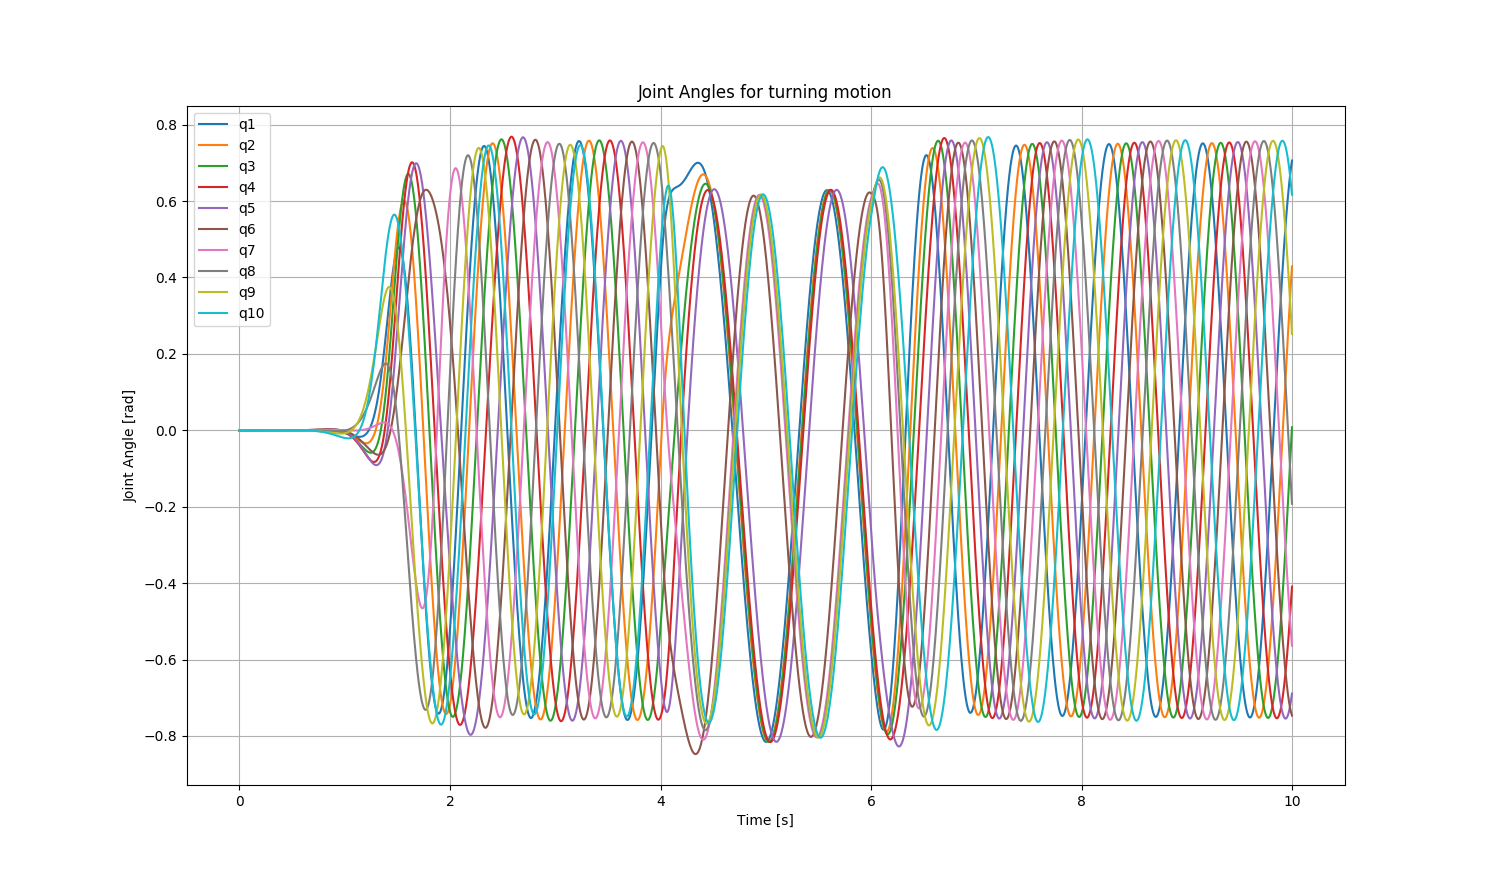 Joint Angles for turning motion
q1
q2
q3
q4
q5
q6
q7
q8
q9
q10
0.8
0.6
0.4
0.2
0.0
−0.2
−0.4
−0.6
−0.8
Joint Angle [rad]
0 2 4 6 8 10
Time [s]